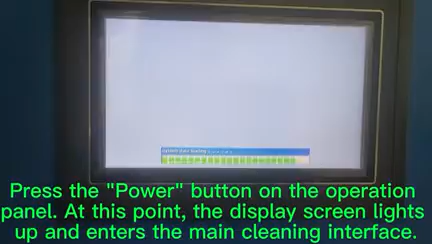 Press the "Power" button on the operation
panel. At this point, the display screen lights
up and enters the main cleaning interface.